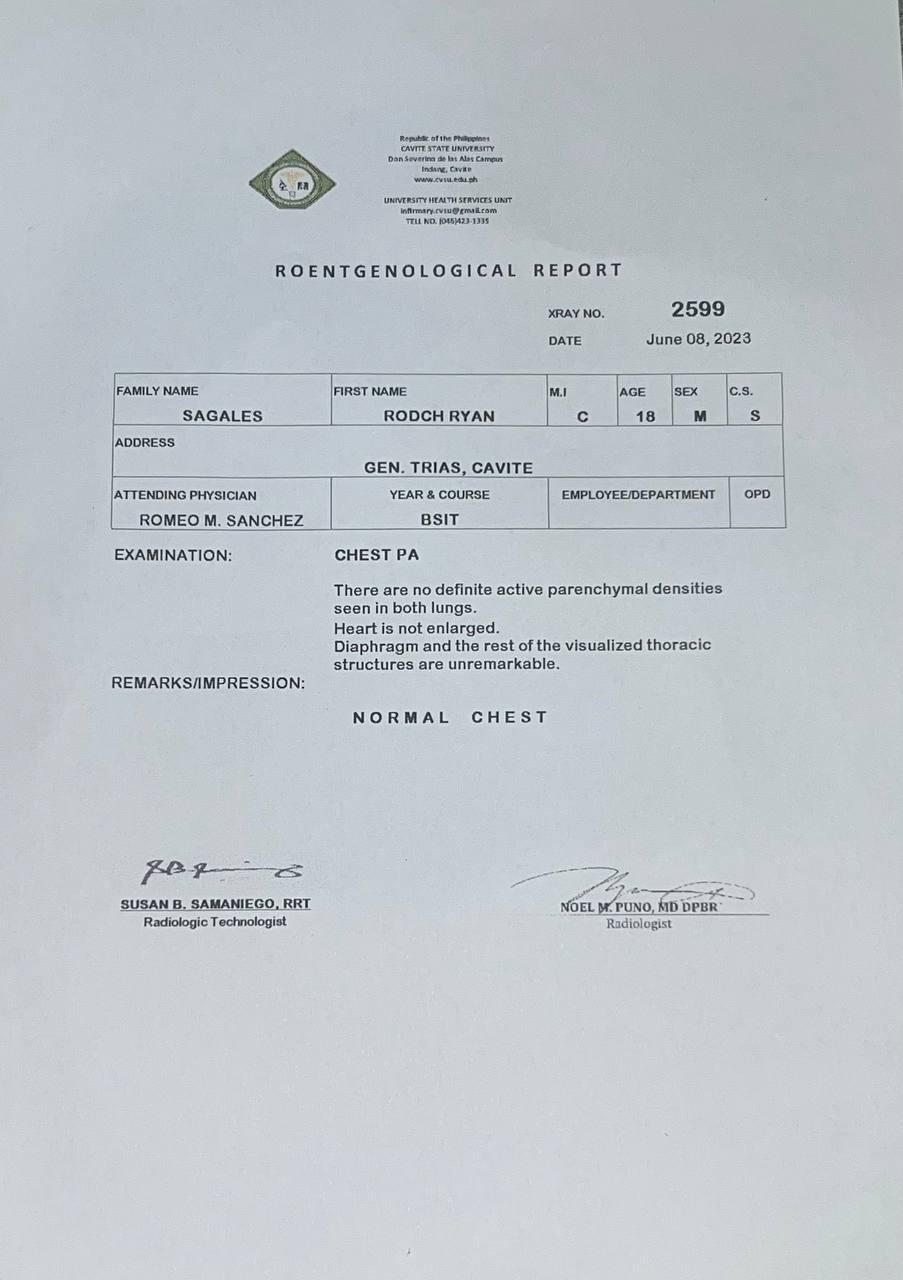 Republic of the Philippines
CAVITE STATE UNIVERSITY
Don Severino de las Alas Campus
Indang, Cavite
www.cvsu.edu.ph
UNIVERSITY HEALTH SERVICES UNIT
infirmary.cvsu@gmail.com
TELL NO. (046)423-1335
ROENTGENOLOGICAL REPORT
XRAY NO. 2599
DATE June 08, 2023
FAMILY NAME FIRST NAME M.I AGE SEX C.S.
SAGALES RODCH RYAN C 18 M S
ADDRESS
GEN. TRIAS, CAVITE
ATTENDING PHYSICIAN YEAR & COURSE EMPLOYEE/DEPARTMENT OPD
ROMEO M. SANCHEZ BSIT
EXAMINATION: CHEST PA
There are no definite active parenchymal densities
seen in both lungs.
Heart is not enlarged.
Diaphragm and the rest of the visualized thoracic
structures are unremarkable.
REMARKS/IMPRESSION:
NORMAL CHEST
SUSAN B. SAMANIEGO, RRT
Radiologic Technologist
NOEL M. PUNO, MD DPBR
Radiologist